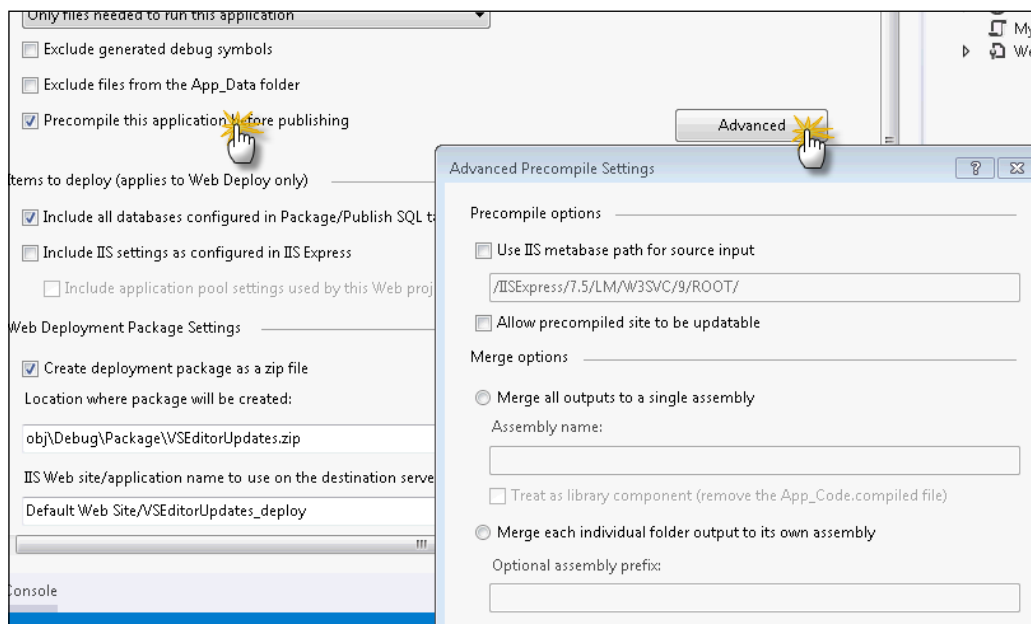 Only files needed to run this application
My
Exclude generated debug symbols
We
Exclude files from the App_Data folder
Precompile this application before publishing
Advanced
Items to deploy (applies to Web Deploy only)
Include all databases configured in Package/Publish SQL ta
Include IIS settings as configured in IIS Express
Include application pool settings used by this Web proj
Web Deployment Package Settings
Create deployment package as a zip file
Location where package will be created:
obj\Debug\Package\VSEditorUpdates.zip
IIS Web site/application name to use on the destination serve
Default Web Site/VSEditorUpdates_deploy
Console
Advanced Precompile Settings
Precompile options
Use IIS metabase path for source input
/IISExpress/7.5/LM/W3SVC/9/ROOT/
Allow precompiled site to be updatable
Merge options
Merge all outputs to a single assembly
Assembly name:
Treat as library component (remove the App_Code.compiled file)
Merge each individual folder output to its own assembly
Optional assembly prefix: